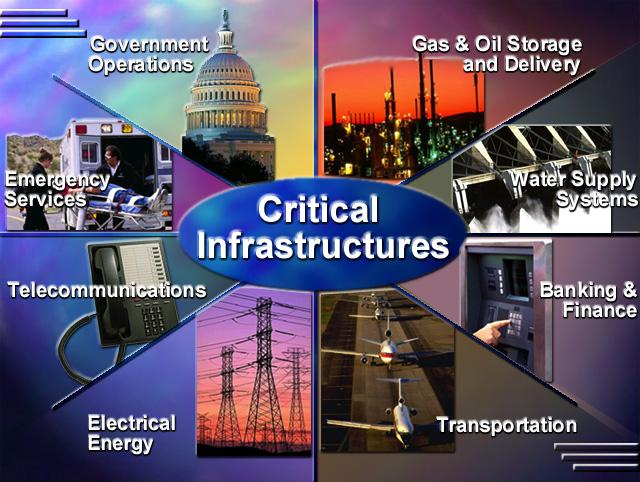 Government
Operations
Gas & Oil Storage
and Delivery
Emergency
Services
Water Supply
Systems
Critical
Infrastructures
Telecommunications
Banking &
Finance
Electrical
Energy
Transportation